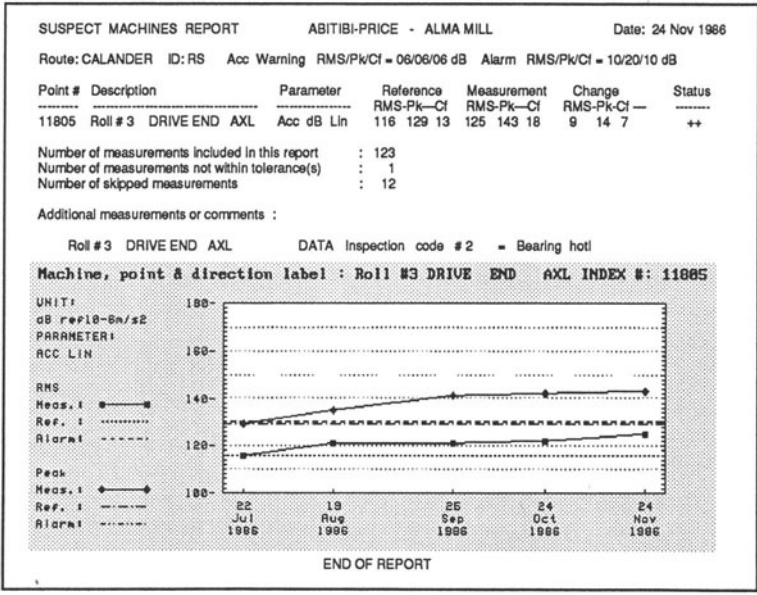 SUSPECT MACHINES REPORT ABITIBI-PRICE - ALMA MILL Date: 24 Nov 1986
Route: CALANDER ID: RS Acc Warning RMS/Pk/Cf = 06/06/06 dB Alarm RMS/Pk/Cf = 10/20/10 dB
Point # Description Parameter Reference Measurement Change Status
RMS-Pk—Cf RMS-Pk—Cf RMS-Pk-Cf —
11805 Roll # 3 DRIVE END AXL Acc dB Lin 116 129 13 125 143 18 9 14 7 ++
Number of measurements included in this report : 123
Number of measurements not within tolerance(s) : 1
Number of skipped measurements : 12
Additional measurements or comments :
Roll # 3 DRIVE END AXL DATA Inspection code # 2 = Bearing hot!
Machine, point & direction label : Roll #3 DRIVE END AXL INDEX #: 11805
UNIT:
dB ref10-6m/s2
PARAMETER:
ACC LIN
RMS
Meas. :
Ref. :
Alarm:
Peak
Meas. :
Ref. :
Alarm:
180-
160-
140-
120-
100-
22 19 25 24 24
Jul Aug Sep Oct Nov
1986 1986 1986 1986 1986
END OF REPORT